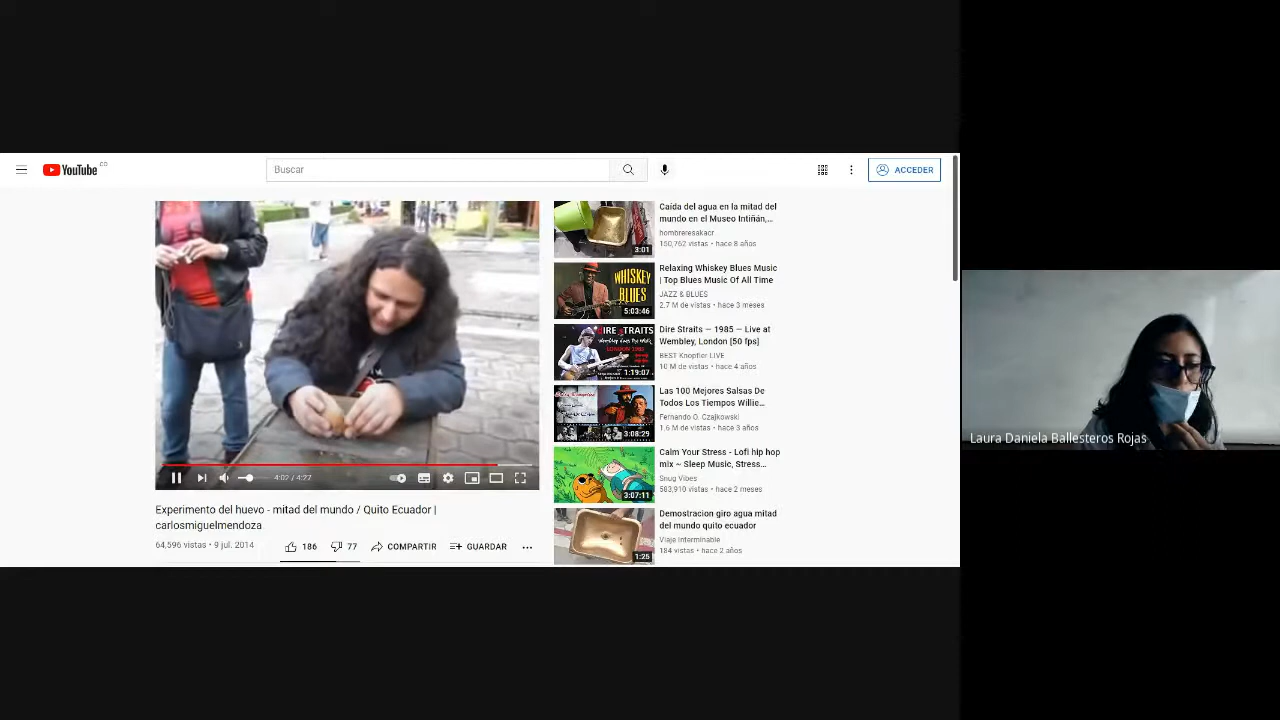 YouTube CO
Buscar
ACCEDER
4:02 / 4:27
Experimento del huevo - mitad del mundo / Quito Ecuador |
carlosmiguelmendoza
64,596 vistas • 9 jul. 2014
186
77
COMPARTIR
GUARDAR
Caída del agua en la mitad del
mundo en el Museo Intiñán,...
hombreresakacr
150,762 vistas • hace 8 años
3:01
Relaxing Whiskey Blues Music
| Top Blues Music Of All Time
JAZZ & BLUES
2.7 M de vistas • hace 3 meses
WHISKEY
BLUES
5:03:46
Dire Straits — 1985 — Live at
Wembley, London [50 fps]
BEST Knopfler LIVE
10 M de vistas • hace 4 años
DIRE STRAITS
1:19:07
Las 100 Mejores Salsas De
Todos Los Tiempos Willie...
Fernando O. Czajkowski
1.6 M de vistas • hace 3 años
3:08:29
Calm Your Stress - Lofi hip hop
mix ~ Sleep Music, Stress...
Snug Vibes
583,910 vistas • hace 2 meses
3:07:11
Demostracion giro agua mitad
del mundo quito ecuador
Viaje Interminable
184 vistas • hace 2 años
1:25
Laura Daniela Ballesteros Rojas